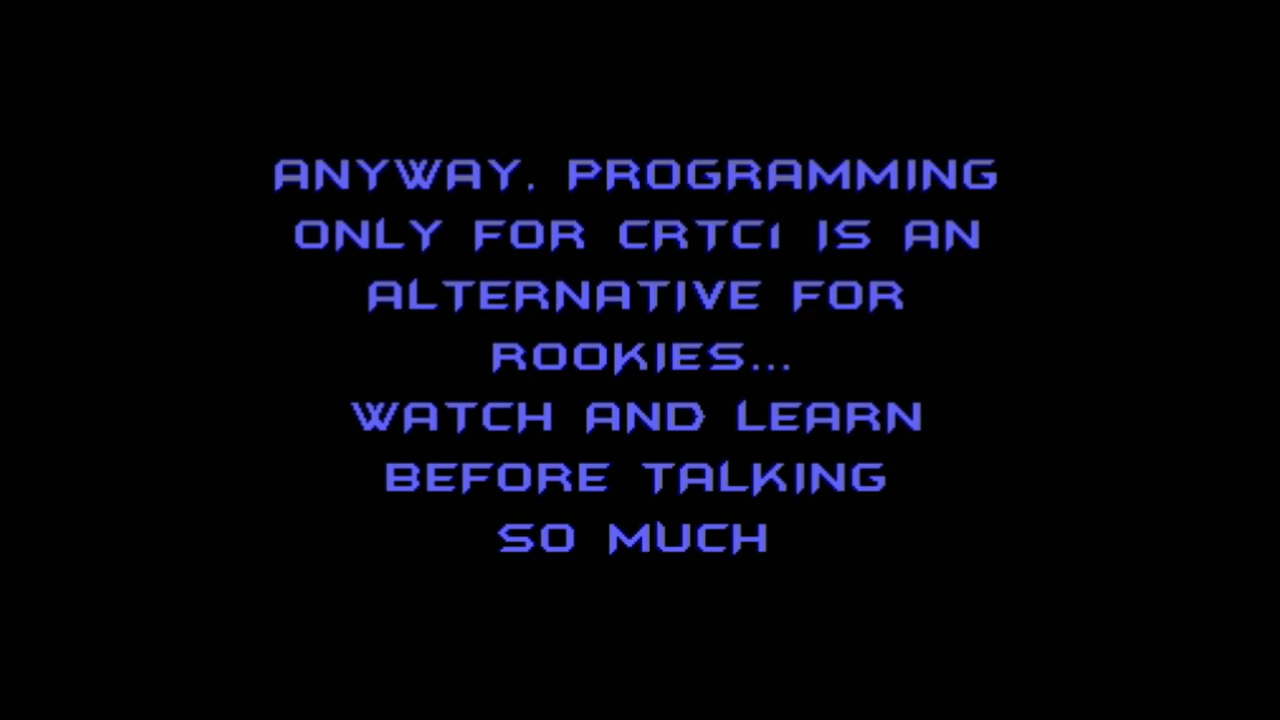 ANYWAY, PROGRAMMING
ONLY FOR CRTC1 IS AN
ALTERNATIVE FOR
ROOKIES...
WATCH AND LEARN
BEFORE TALKING
SO MUCH